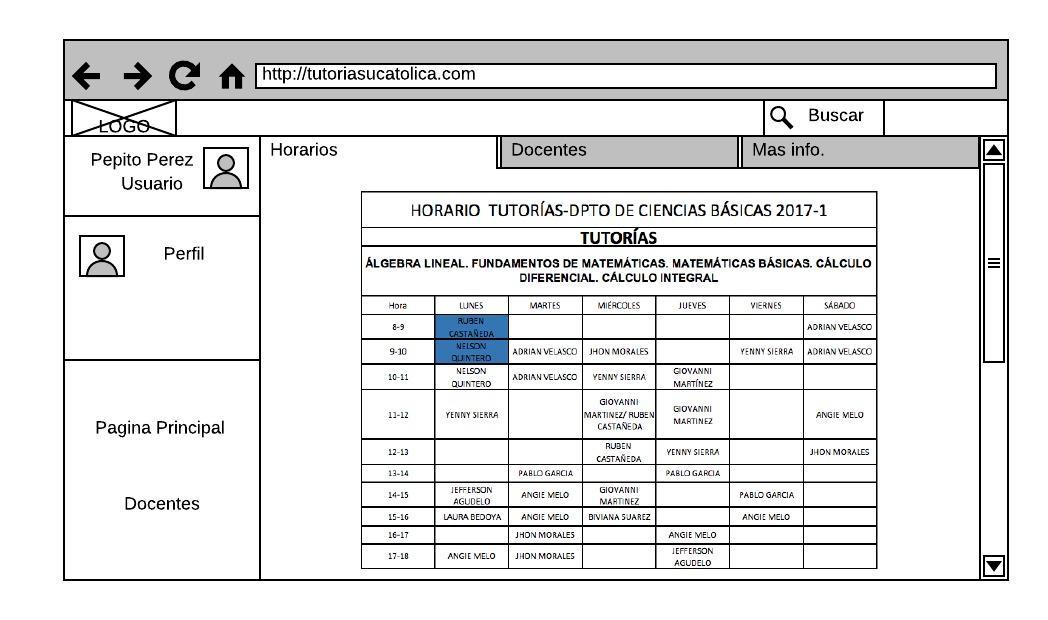 http://tutoriasucatolica.com
LOGO
Buscar
Pepito Perez
Usuario
Perfil
Pagina Principal
Docentes
Horarios
Docentes
Mas info.
HORARIO TUTORÍAS-DPTO DE CIENCIAS BÁSICAS 2017-1
TUTORÍAS
ÁLGEBRA LINEAL. FUNDAMENTOS DE MATEMÁTICAS. MATEMÁTICAS BÁSICAS. CÁLCULO
DIFERENCIAL. CÁLCULO INTEGRAL
Hora LUNES MARTES MIÉRCOLES JUEVES VIERNES SÁBADO
8-9 RUBEN CASTAÑEDA ADRIAN VELASCO
9-10 NELSON QUINTERO ADRIAN VELASCO JHON MORALES YENNY SIERRA ADRIAN VELASCO
10-11 NELSON QUINTERO ADRIAN VELASCO YENNY SIERRA GIOVANNI MARTÍNEZ
11-12 YENNY SIERRA GIOVANNI MARTINEZ/ RUBEN CASTAÑEDA GIOVANNI MARTINEZ ANGIE MELO
12-13 RUBEN CASTAÑEDA YENNY SIERRA JHON MORALES
13-14 PABLO GARCIA PABLO GARCIA
14-15 JEFFERSON AGUDELO ANGIE MELO GIOVANNI MARTINEZ PABLO GARCIA
15-16 LAURA BEDOYA ANGIE MELO BIVIANA SUAREZ ANGIE MELO
16-17 JHON MORALES ANGIE MELO
17-18 ANGIE MELO JHON MORALES JEFFERSON AGUDELO